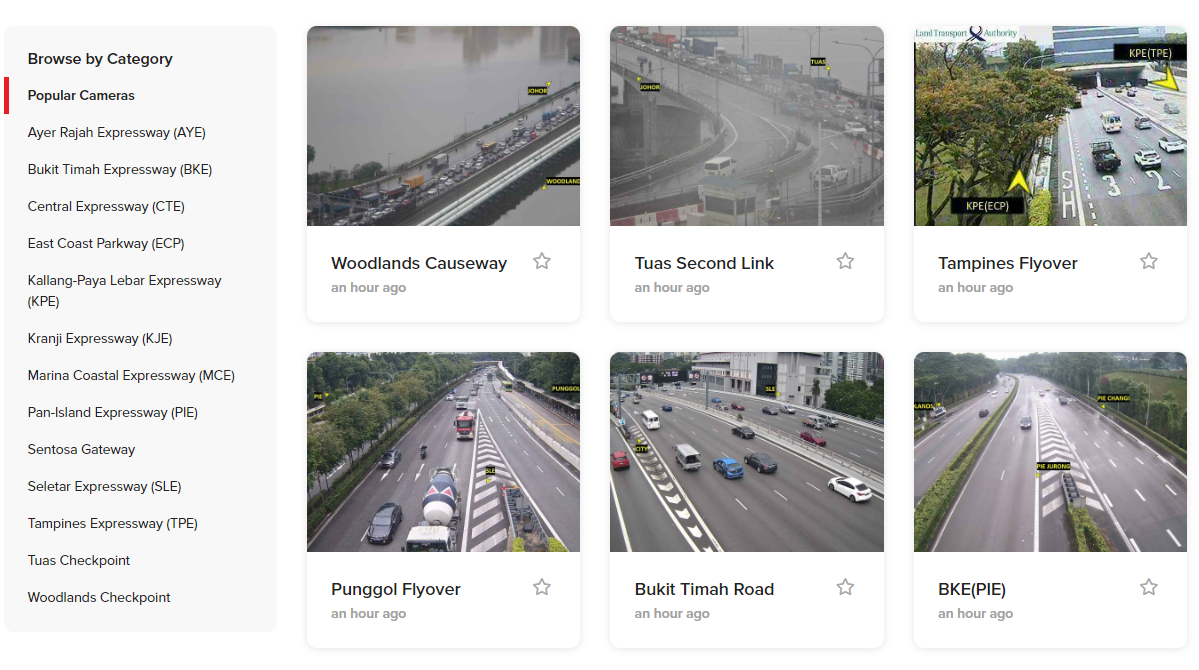 Browse by Category
Popular Cameras
Ayer Rajah Expressway (AYE)
Bukit Timah Expressway (BKE)
Central Expressway (CTE)
East Coast Parkway (ECP)
Kallang-Paya Lebar Expressway
(KPE)
Kranji Expressway (KJE)
Marina Coastal Expressway (MCE)
Pan-Island Expressway (PIE)
Sentosa Gateway
Seletar Expressway (SLE)
Tampines Expressway (TPE)
Tuas Checkpoint
Woodlands Checkpoint
JOHOR
WOODLAND
Woodlands Causeway
an hour ago
TUAS
JOHOR
Tuas Second Link
an hour ago
Land Transport Authority
KPE(TPE)
KPE(ECP)
SH
3
2
Tampines Flyover
an hour ago
PIE
PUNGGOL
SLE
Punggol Flyover
an hour ago
SLE
CITY
Bukit Timah Road
an hour ago
LANDS
PIE CHANGI
PIE JURONG
BKE(PIE)
an hour ago